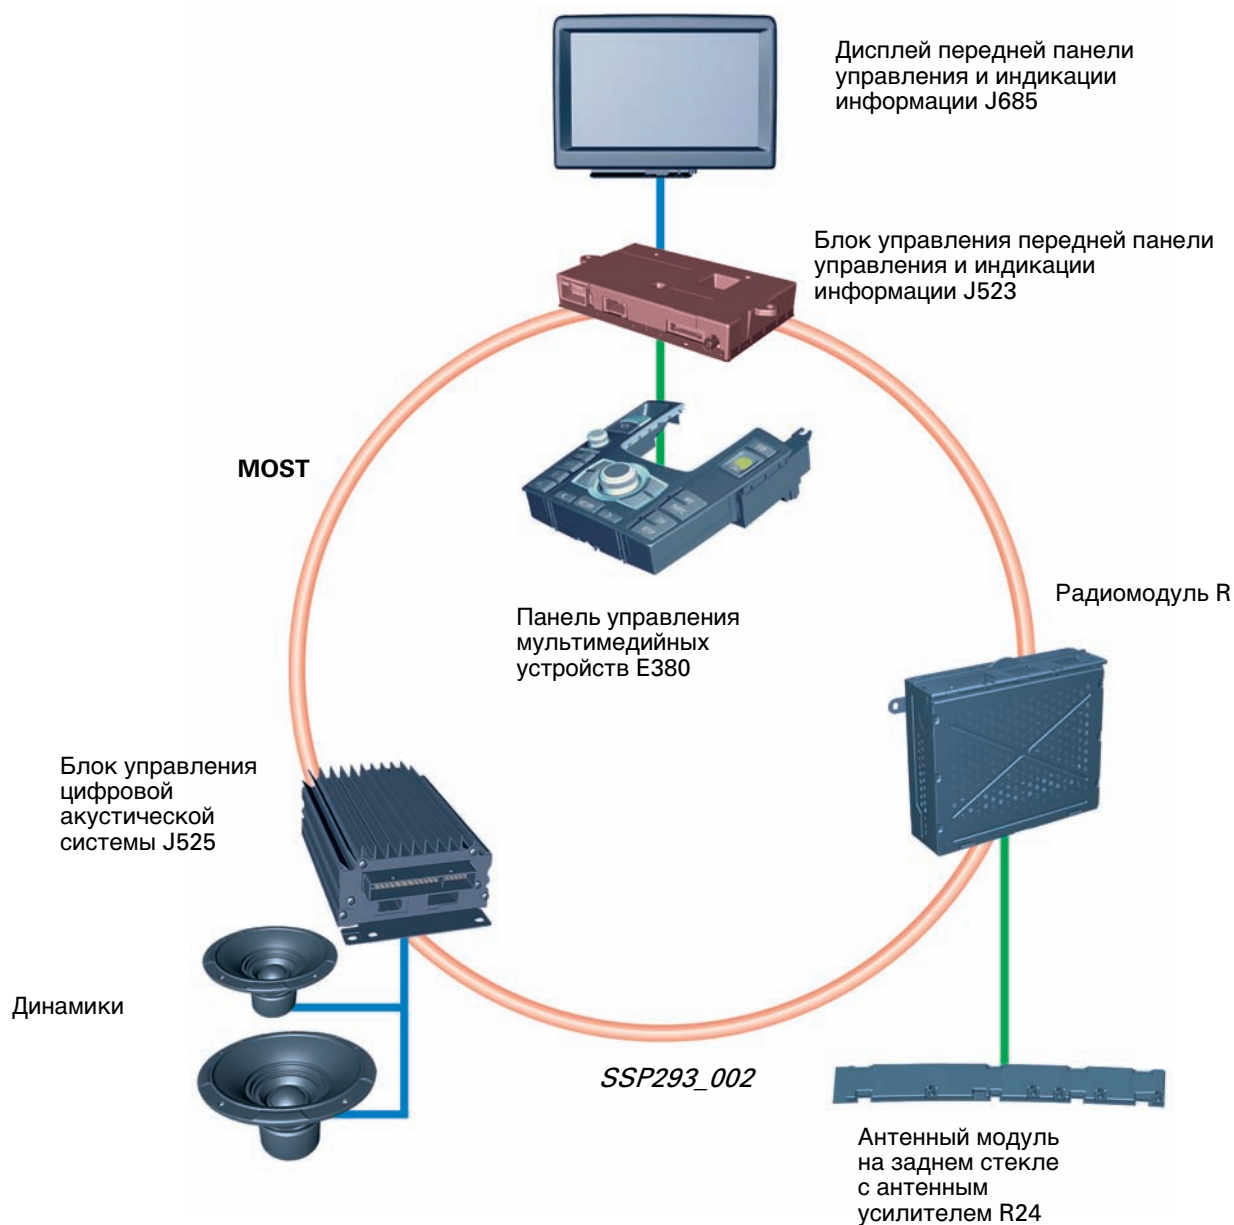 Дисплей передней панели
управления и индикации
информации J685
Блок управления передней панели
управления и индикации
информации J523
MOST
Панель управления
мультимедийных
устройств E380
Радиомодуль R
Блок управления
цифровой
акустической
системы J525
Динамики
SSP293_002
Антенный модуль
на заднем стекле
с антенным
усилителем R24